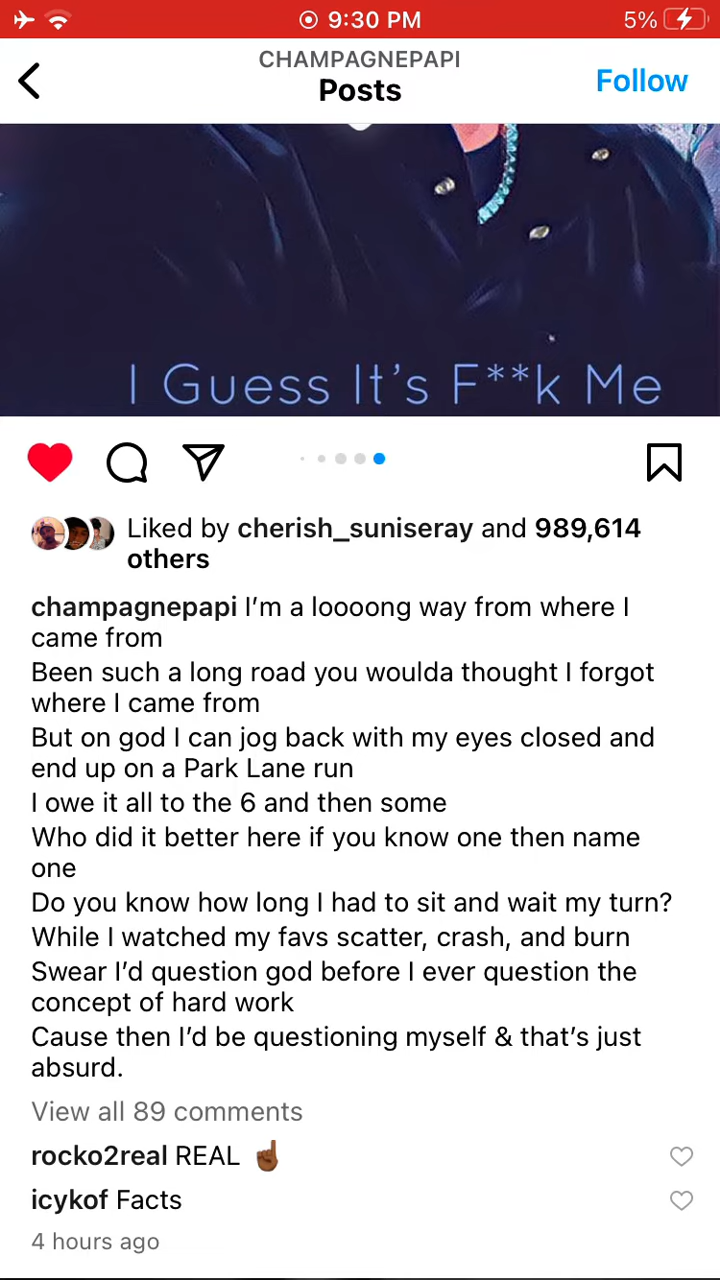 9:30 PM
5%
CHAMPAGNEPAPI
Posts
Follow
I Guess It's F**k Me
Liked by cherish_suniseray and 989,614
others
champagnepapi I'm a loooong way from where I
came from
Been such a long road you woulda thought I forgot
where I came from
But on god I can jog back with my eyes closed and
end up on a Park Lane run
I owe it all to the 6 and then some
Who did it better here if you know one then name
one
Do you know how long I had to sit and wait my turn?
While I watched my favs scatter, crash, and burn
Swear I'd question god before I ever question the
concept of hard work
Cause then I'd be questioning myself & that's just
absurd.
View all 89 comments
rocko2real REAL ☝🏾
icykof Facts
4 hours ago